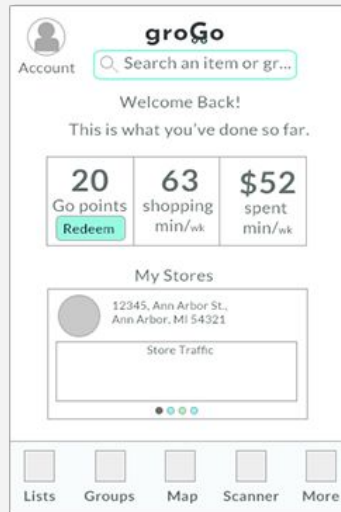 groGo
Account
Search an item or gr...
Welcome Back!
This is what you've done so far.
20
Go points
Redeem
63
shopping
min/wk
$52
spent
min/wk
My Stores
12345, Ann Arbor St.,
Ann Arbor, MI 54321
Store Traffic
Lists Groups Map Scanner More